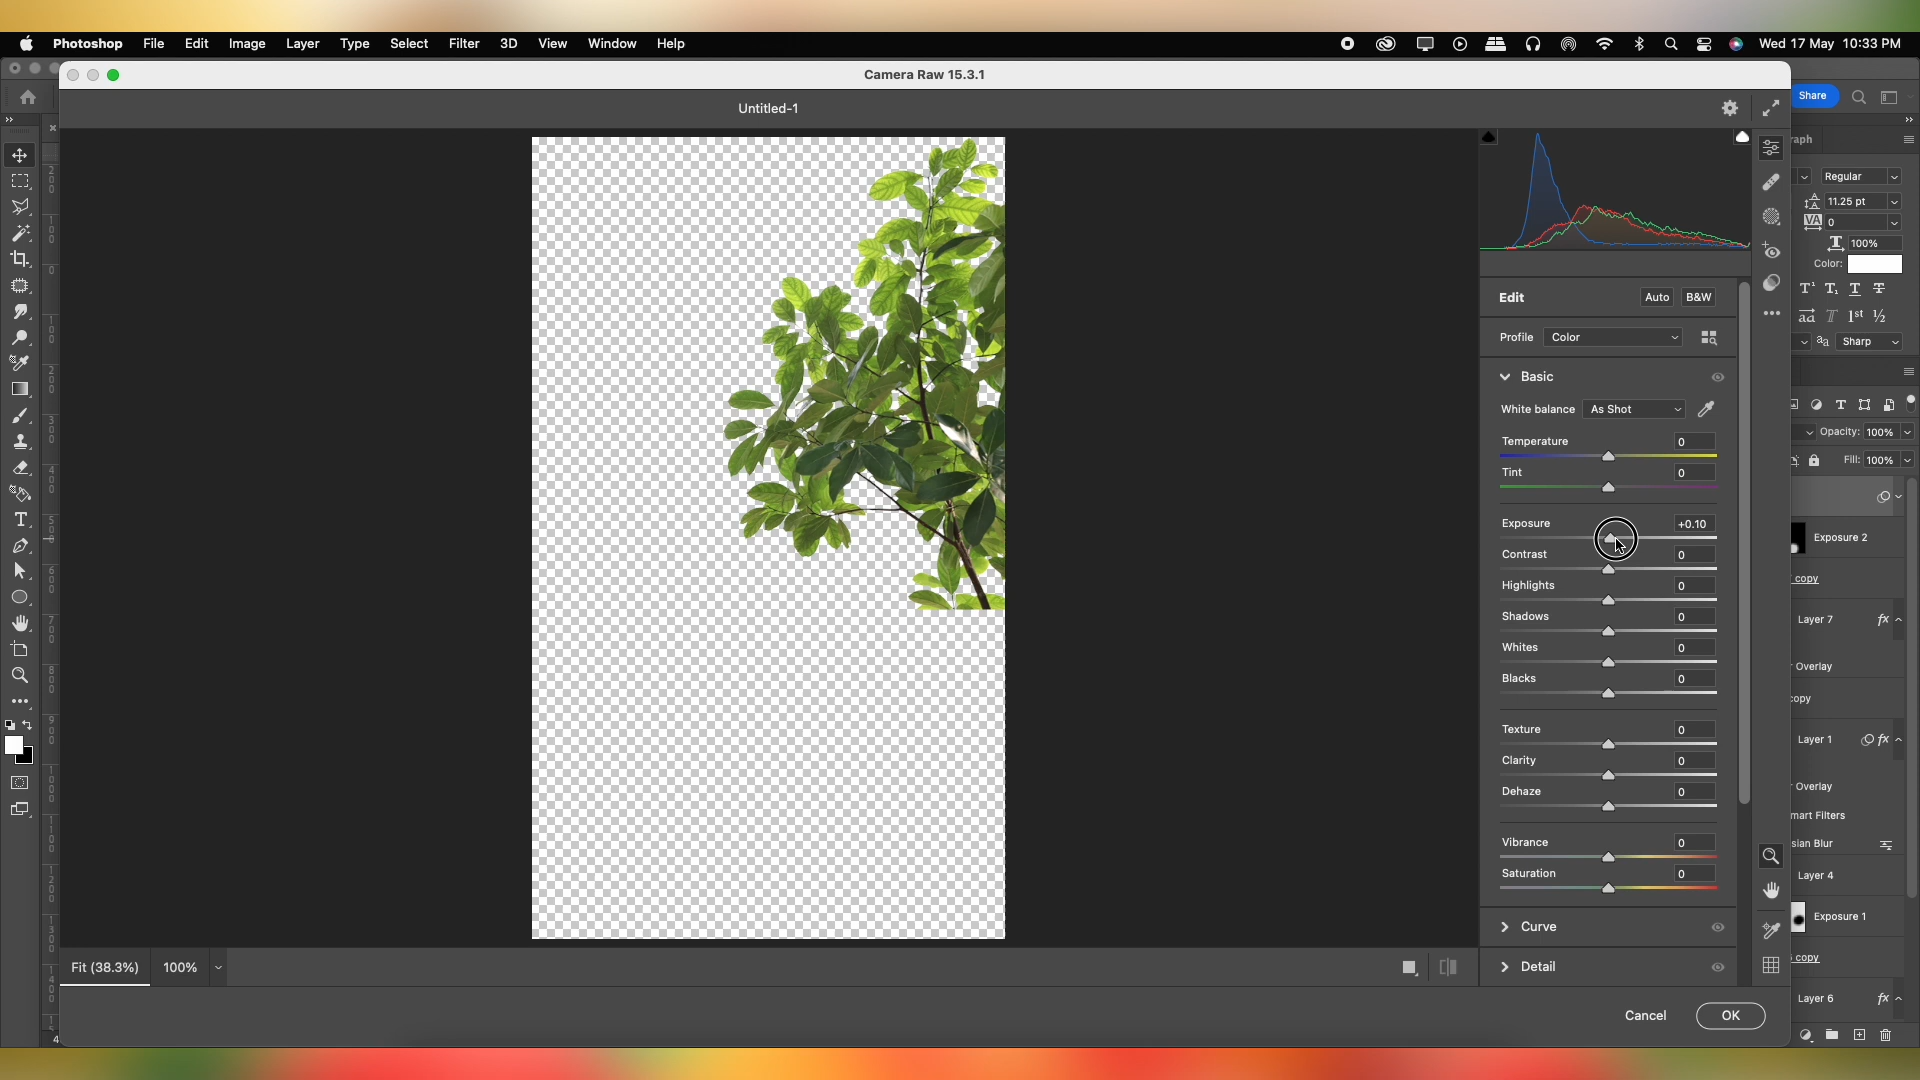 Photoshop File Edit Image Layer Type Select Filter 3D View Window Help Wed 17 May 10:33 PM
Camera Raw 15.3.1
Untitled-1
Share
raph
Regular
11.25 pt
0
100%
Color:
Sharp
Opacity: 100%
Fill: 100%
Exposure 2
copy
Layer 7
Overlay
copy
Layer 1
Overlay
mart Filters
sian Blur
Layer 4
Exposure 1
copy
Layer 6
Edit Auto B&W
Profile Color
Basic
White balance As Shot
Temperature 0
Tint 0
Exposure +0.10
Contrast 0
Highlights 0
Shadows 0
Whites 0
Blacks 0
Texture 0
Clarity 0
Dehaze 0
Vibrance 0
Saturation 0
Curve
Detail
Fit (38.3%) 100%
Cancel OK